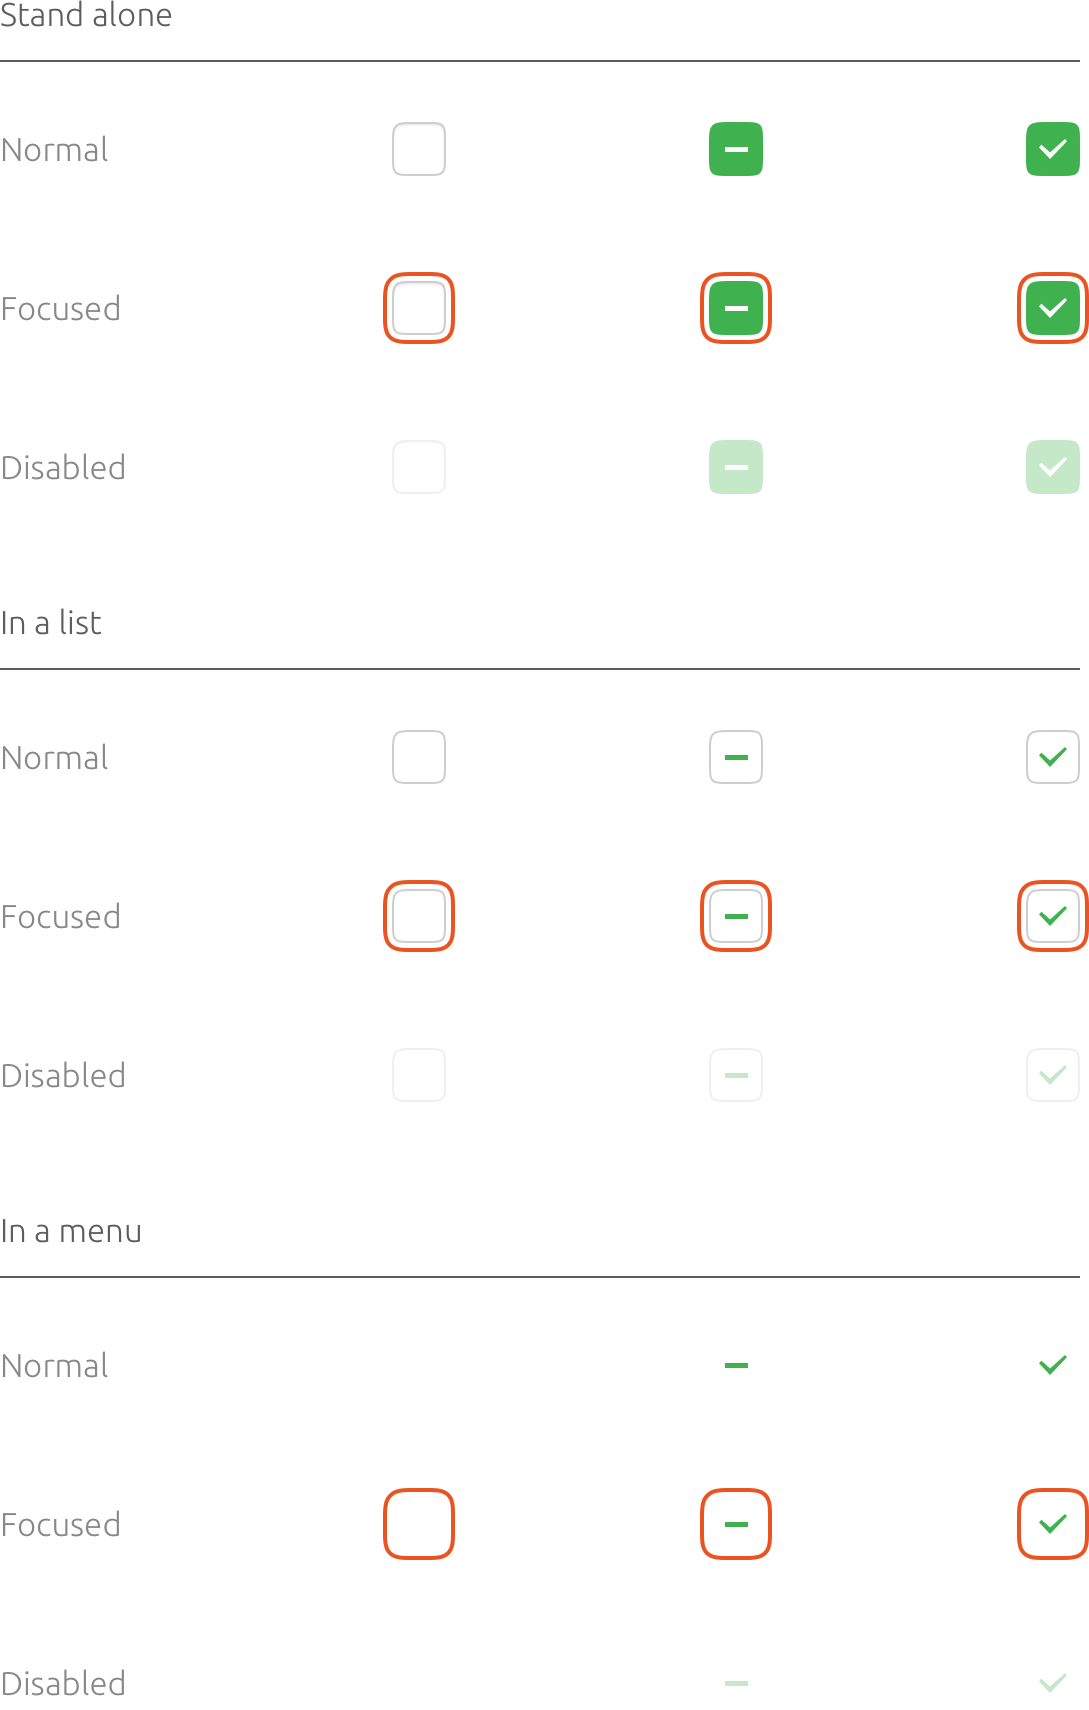 Stand alone
Normal
Focused
Disabled
In a list
Normal
Focused
Disabled
In a menu
Normal
Focused
Disabled